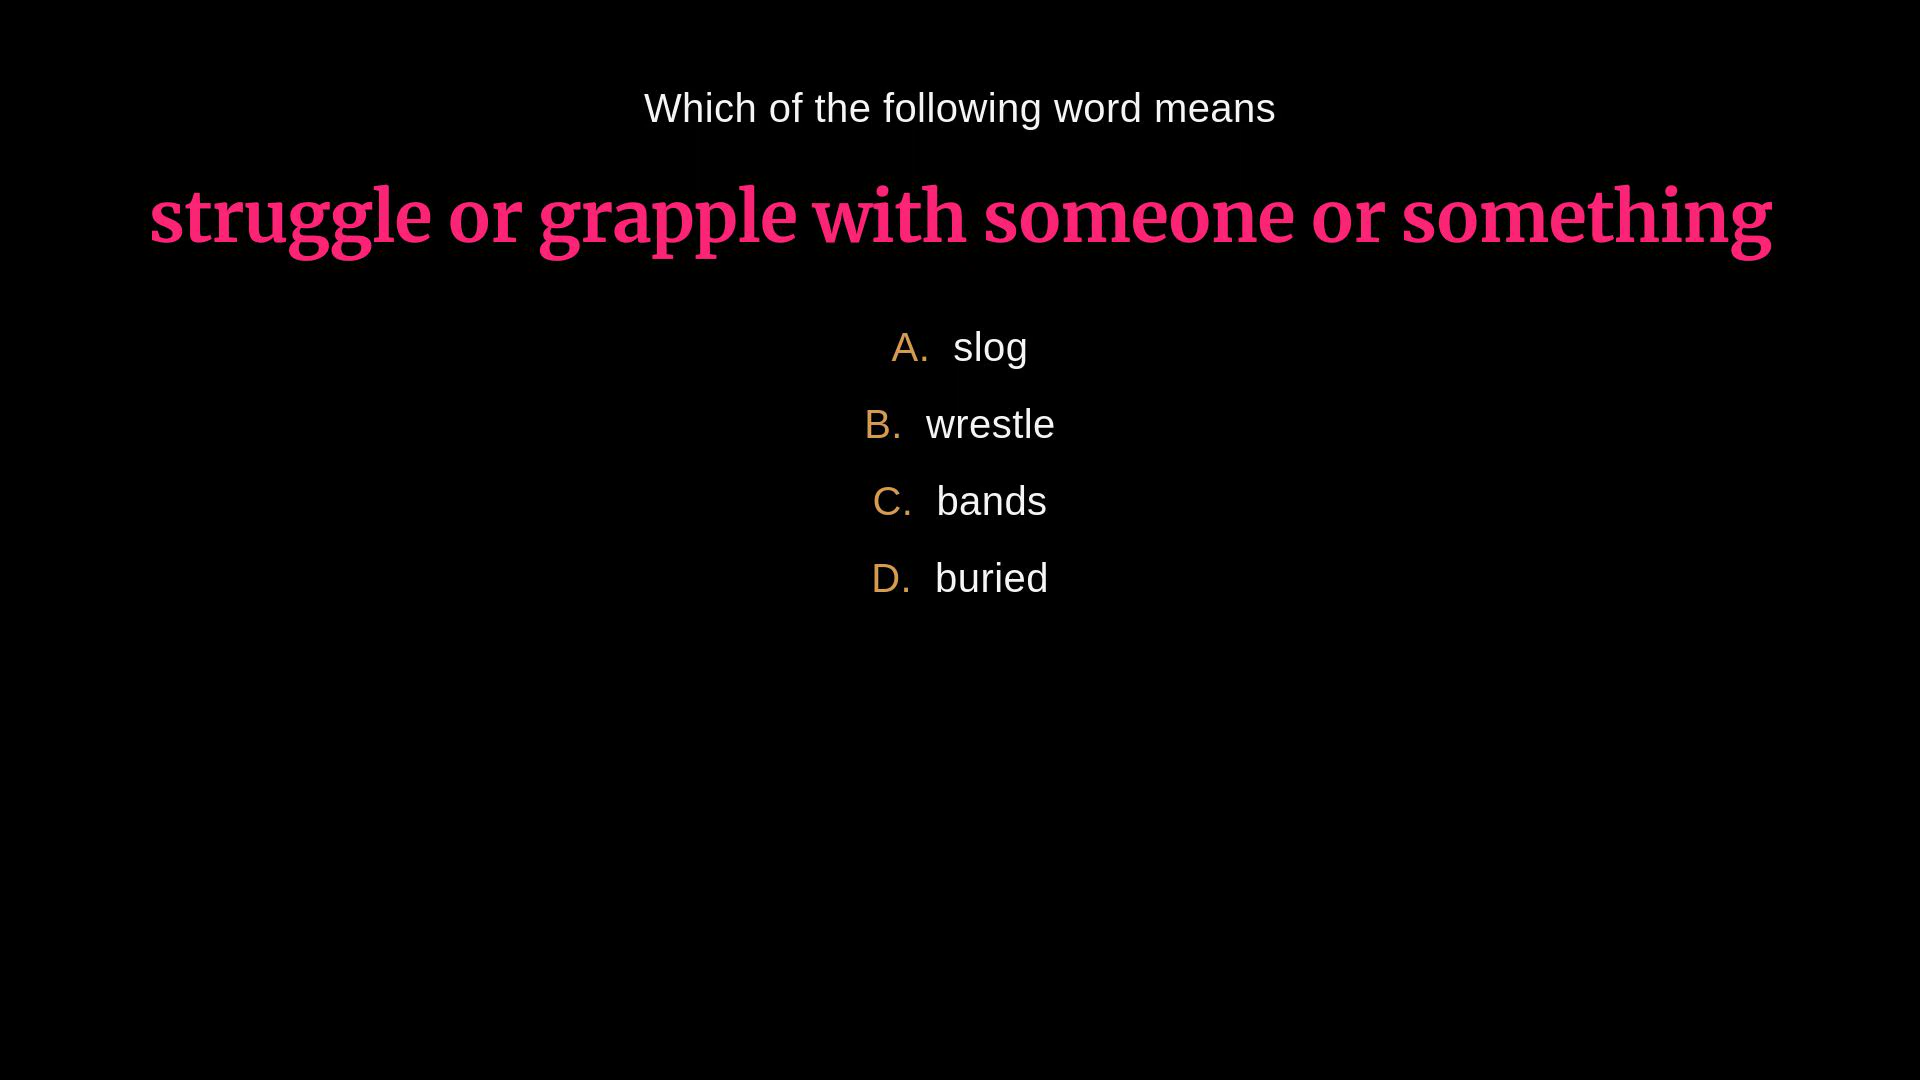 Which of the following word means
struggle or grapple with someone or something
A. slog
B. wrestle
C. bands
D. buried